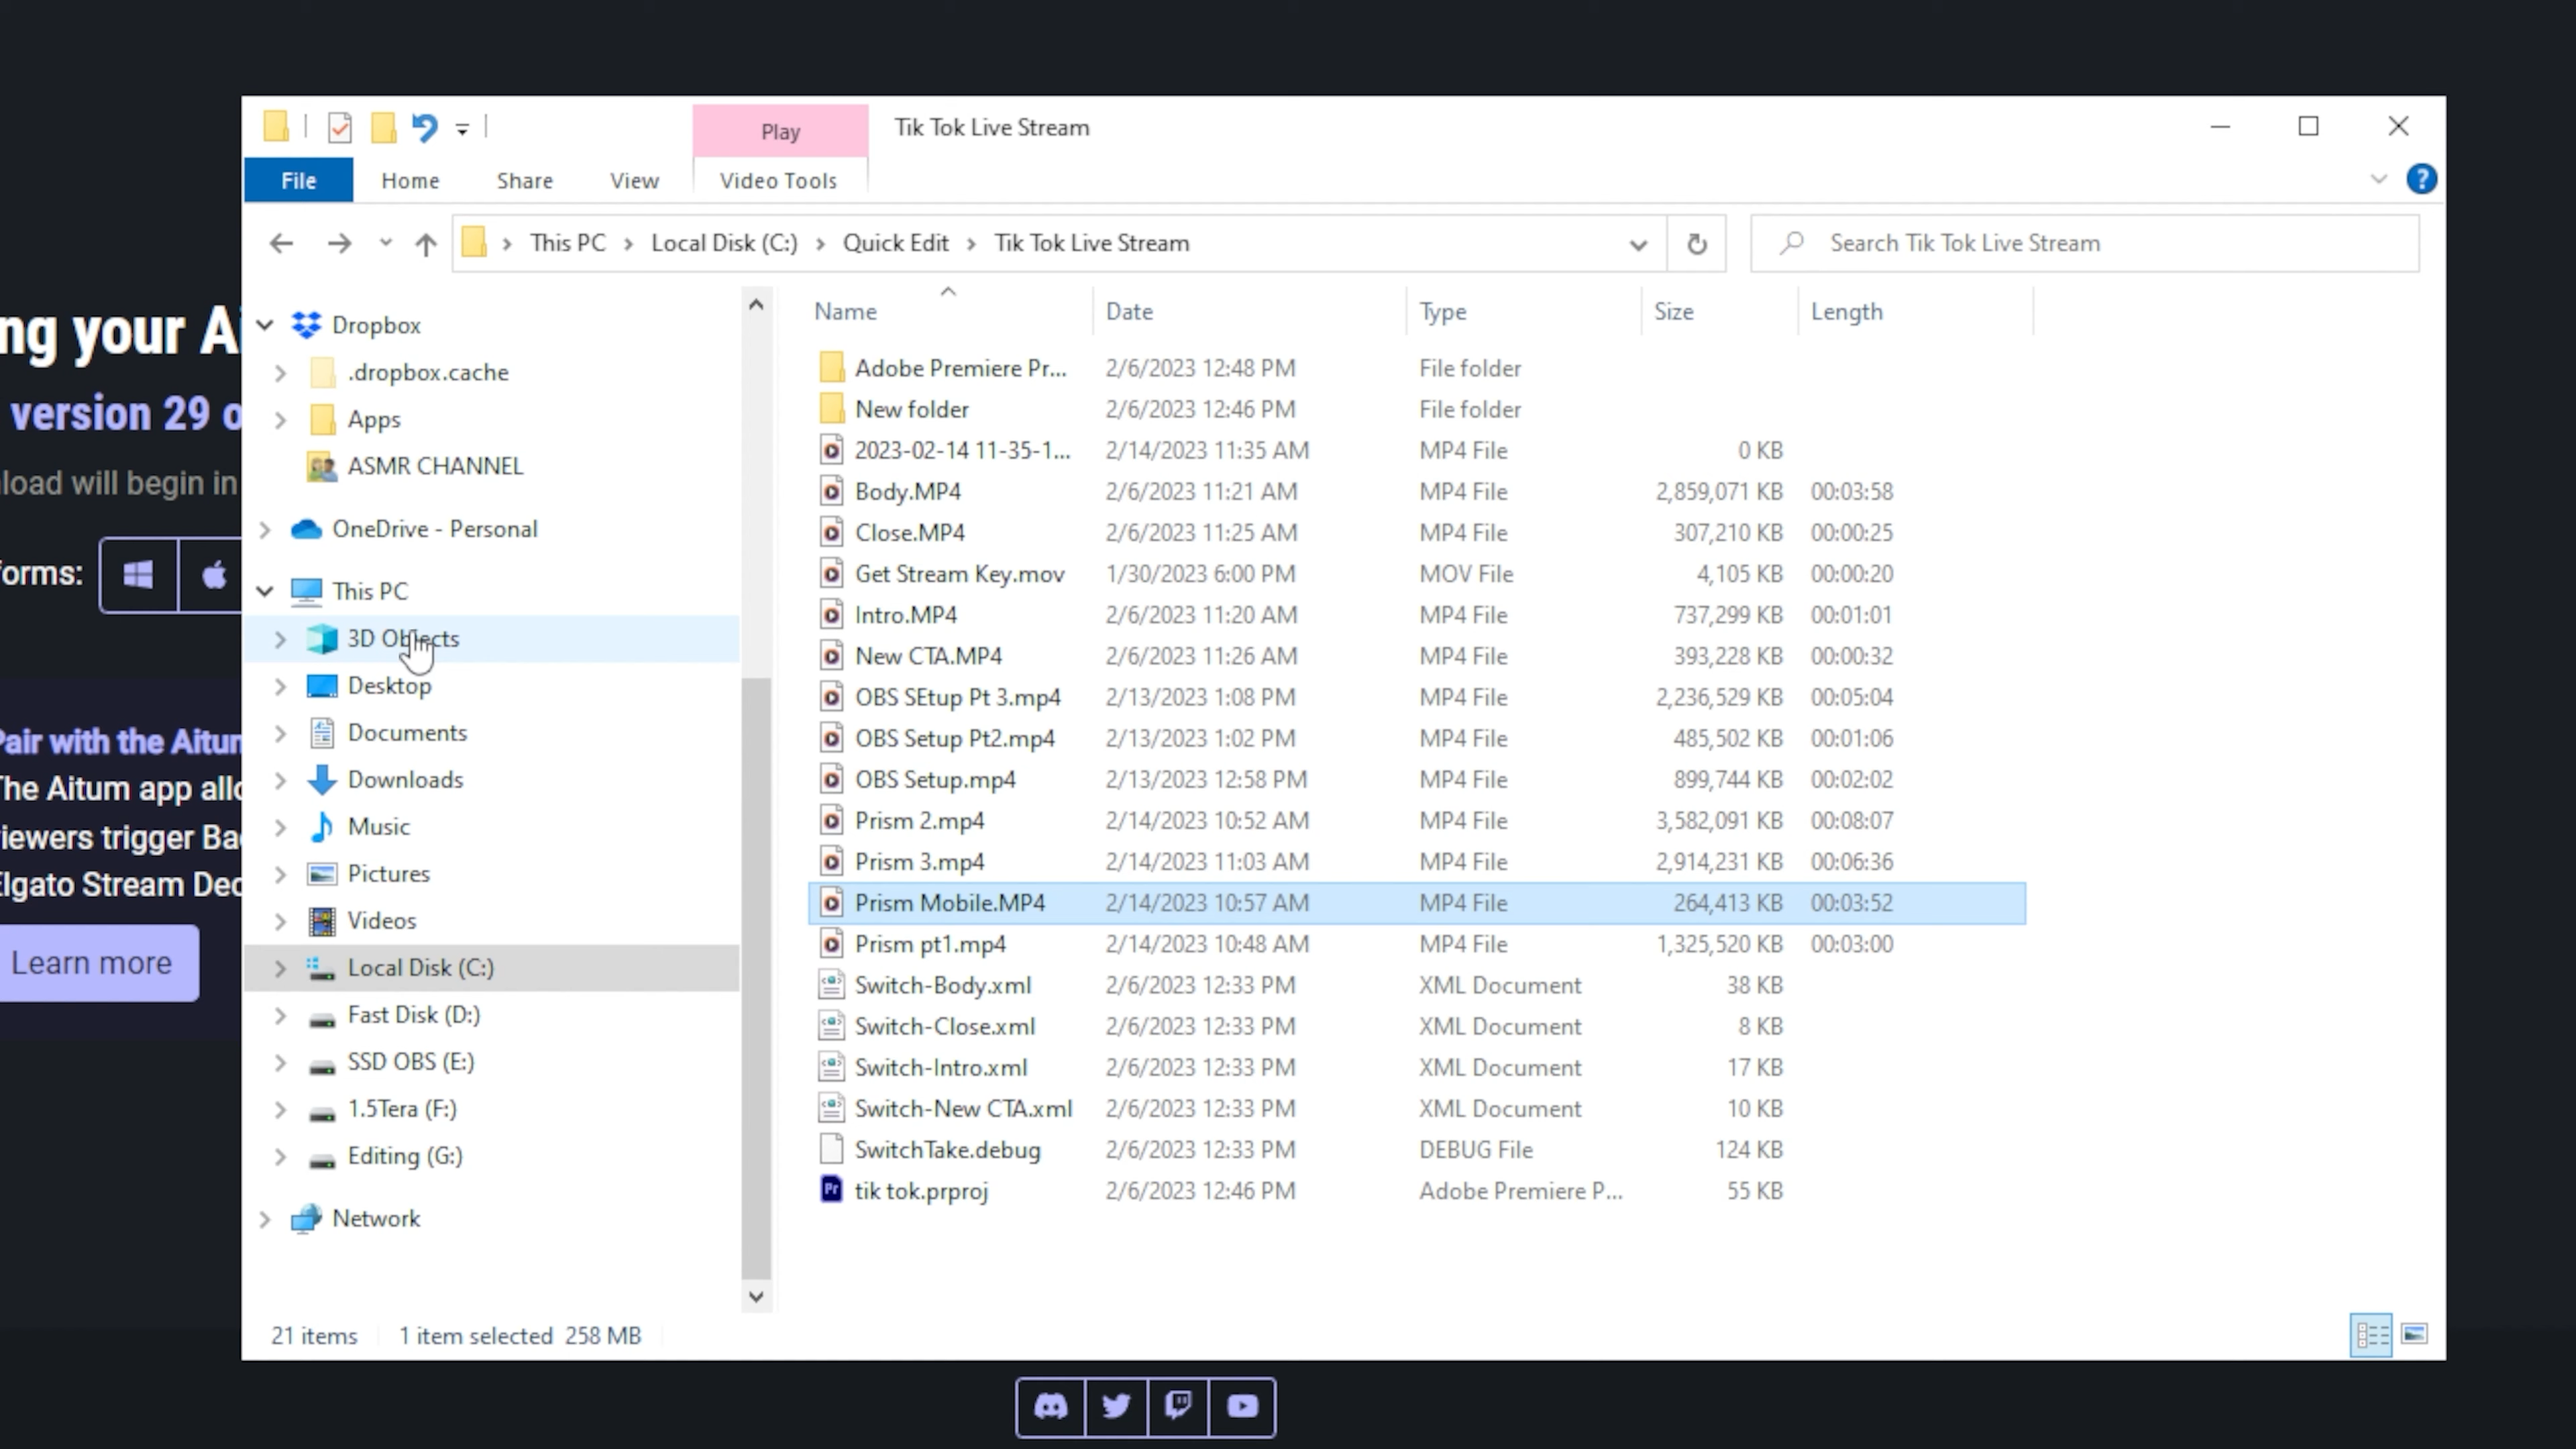 Play
Tik Tok Live Stream
File
Home
Share
View
Video Tools
?
This PC
Local Disk (C:)
Quick Edit
Tik Tok Live Stream
Search Tik Tok Live Stream
Dropbox
.dropbox.cache
Apps
ASMR CHANNEL
OneDrive - Personal
This PC
3D Objects
Desktop
Documents
Downloads
Music
Pictures
Videos
Local Disk (C:)
Fast Disk (D:)
SSD OBS (E:)
1.5Tera (F:)
Editing (G:)
Network
Name Date Type Size Length
Adobe Premiere Pr... 2/6/2023 12:48 PM File folder
New folder 2/6/2023 12:46 PM File folder
2023-02-14 11-35-1... 2/14/2023 11:35 AM MP4 File 0 KB
Body.MP4 2/6/2023 11:21 AM MP4 File 2,859,071 KB 00:03:58
Close.MP4 2/6/2023 11:25 AM MP4 File 307,210 KB 00:00:25
Get Stream Key.mov 1/30/2023 6:00 PM MOV File 4,105 KB 00:00:20
Intro.MP4 2/6/2023 11:20 AM MP4 File 737,299 KB 00:01:01
New CTA.MP4 2/6/2023 11:26 AM MP4 File 393,228 KB 00:00:32
OBS SEtup Pt 3.mp4 2/13/2023 1:08 PM MP4 File 2,236,529 KB 00:05:04
OBS Setup Pt2.mp4 2/13/2023 1:02 PM MP4 File 485,502 KB 00:01:06
OBS Setup.mp4 2/13/2023 12:58 PM MP4 File 899,744 KB 00:02:02
Prism 2.mp4 2/14/2023 10:52 AM MP4 File 3,582,091 KB 00:08:07
Prism 3.mp4 2/14/2023 11:03 AM MP4 File 2,914,231 KB 00:06:36
Prism Mobile.MP4 2/14/2023 10:57 AM MP4 File 264,413 KB 00:03:52
Prism pt1.mp4 2/14/2023 10:48 AM MP4 File 1,325,520 KB 00:03:00
Switch-Body.xml 2/6/2023 12:33 PM XML Document 38 KB
Switch-Close.xml 2/6/2023 12:33 PM XML Document 8 KB
Switch-Intro.xml 2/6/2023 12:33 PM XML Document 17 KB
Switch-New CTA.xml 2/6/2023 12:33 PM XML Document 10 KB
SwitchTake.debug 2/6/2023 12:33 PM DEBUG File 124 KB
Pr tik tok.prproj 2/6/2023 12:46 PM Adobe Premiere P... 55 KB
21 items 1 item selected 258 MB
ng your Ai
version 29 o
load will begin in
forms:
Pair with the Aitum
The Aitum app allo
iewers trigger Bac
Elgato Stream Dec
Learn more